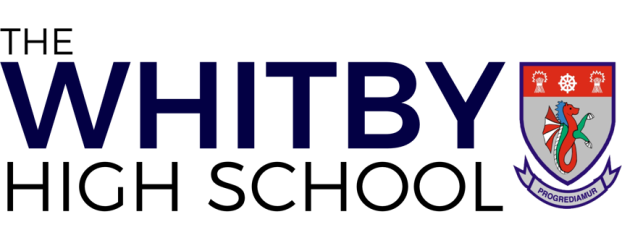 THE
WHITBY
HIGH SCHOOL
PROGREDIAMUR